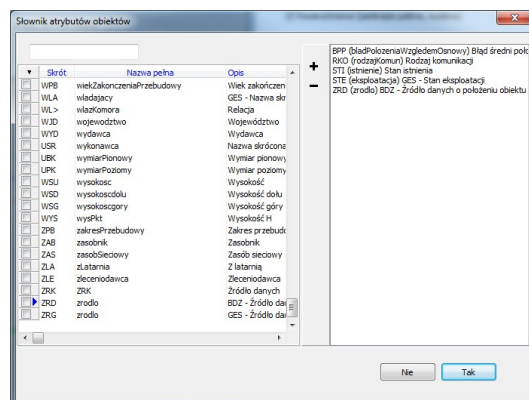 Słownik atrybutów obiektów
Skrót Nazwa pełna Opis
WPB wiekZakonczeniaPrzebudowy Wiek zakończen
WLA wladajacy GES - Nazwa skr
WL> wlazKomora Relacja
WJD wojewodztwo Województwo
WYD wydawca Wydawca
USR wykonawca Nazwa skrócona
UBK wymiarPionowy Wymiar pionowy
UPK wymiarPoziomy Wymiar poziomy
WSU wysokosc Wysokość
WSD wysokoscdolu Wysokość dołu
WSG wysokoscgory Wysokość góry
WYS wysPkt Wysokość H
ZPB zakresPrzebudowy Zakres przebudo
ZAB zasobnik Zasobnik
ZAS zasobSieciowy Zasób sieciowy
ZLA zLatarnia Z latarnią
ZLE zleceniodawca Zleceniodawca
ZRK ZRK Źródło danych
ZRD zrodlo BDZ - Źródło da
ZRG zrodlo GES - Źródło da
+
-
BPP (bladPolozeniaWzgledemOsnowy) Błąd średni poło
RKO (rodzajKomun) Rodzaj komunikacji
STI (istnienie) Stan istnienia
STE (eksploatacja) GES - Stan eksploatacji
ZRD (zrodlo) BDZ - Źródło danych o położeniu obiektu
Nie Tak